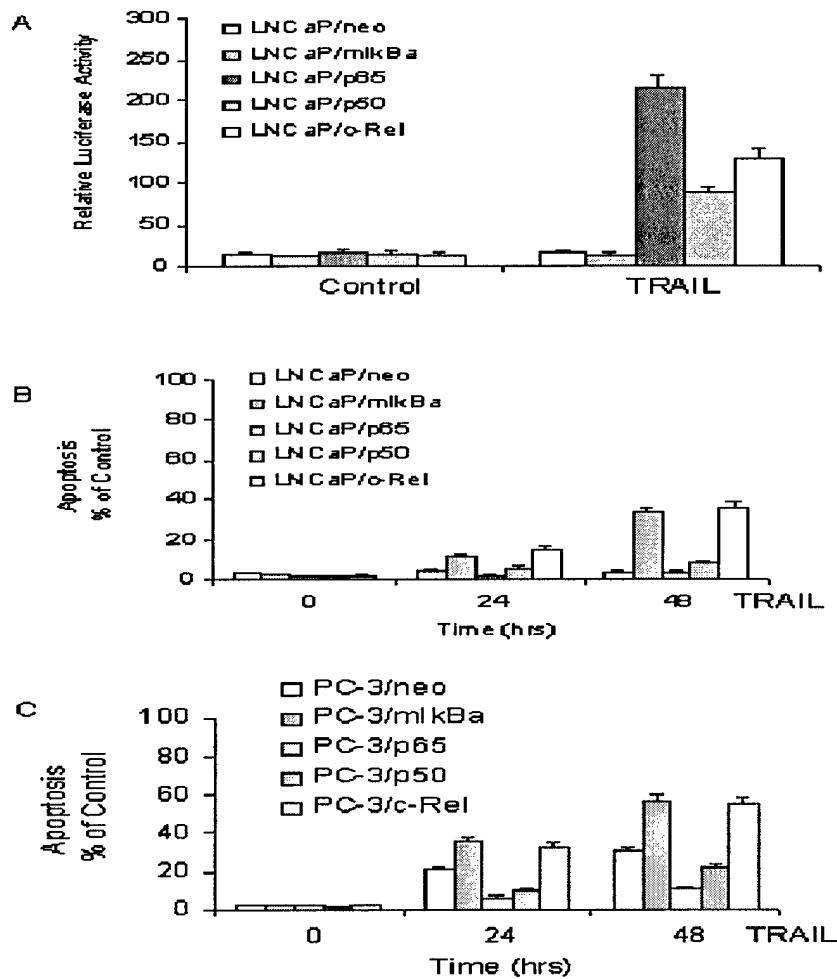 A
Relative Luciferase Activity
300
250
200
150
100
50
0
LNCaP/neo
LNCaP/mIkBa
LNCaP/p65
LNCaP/p50
LNCaP/c-Rel
Control
TRAIL
B
Apoptosis
% of Control
100
80
60
40
20
0
LNCaP/neo
LNCaP/mIkBa
LNCaP/p65
LNCaP/p50
LNCaP/c-Rel
0
24
48
TRAIL
Time (hrs)
C
Apoptosis
% of Control
100
80
60
40
20
0
PC-3/neo
PC-3/mIkBa
PC-3/p65
PC-3/p50
PC-3/c-Rel
0
24
48
TRAIL
Time (hrs)